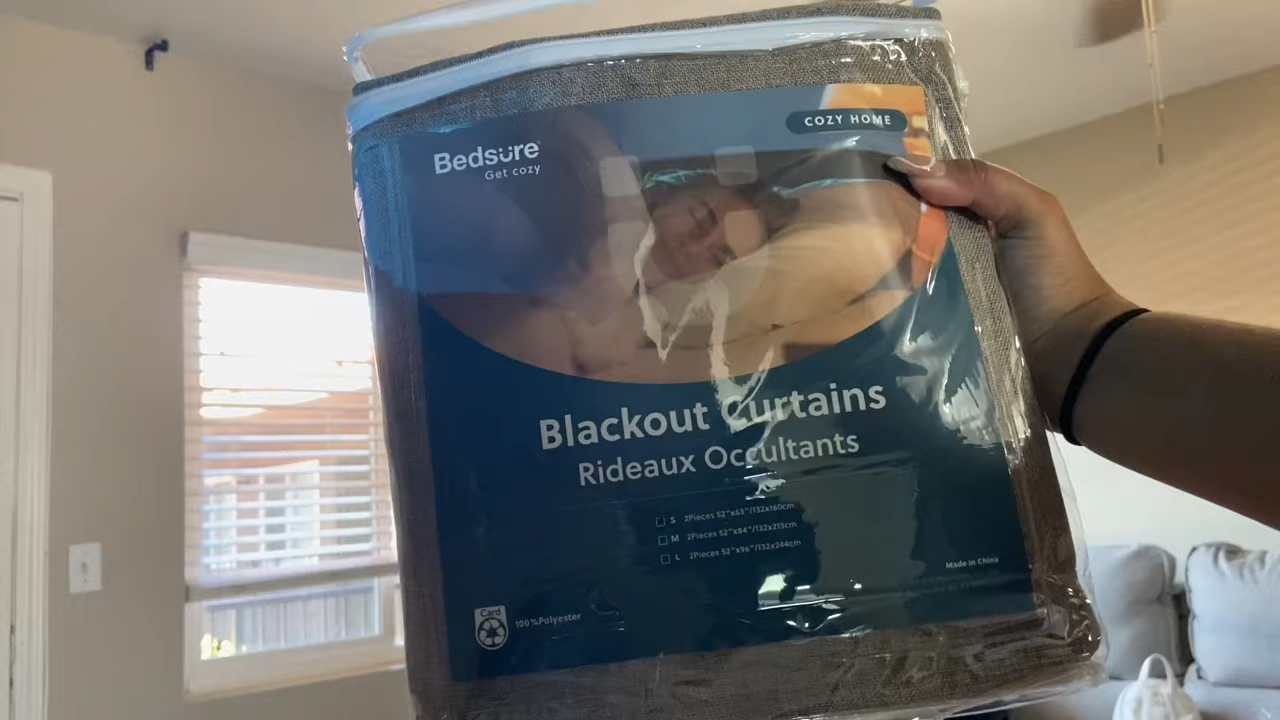 COZY HOME
Bedsure
Get cozy
Blackout Curtains
Rideaux Occultants
S 2Pieces 52"x63"/132x160cm
M 2Pieces 52"x84"/132x213cm
L 2Pieces 52"x96"/132x244cm
Made in China
Card
100%Polyester